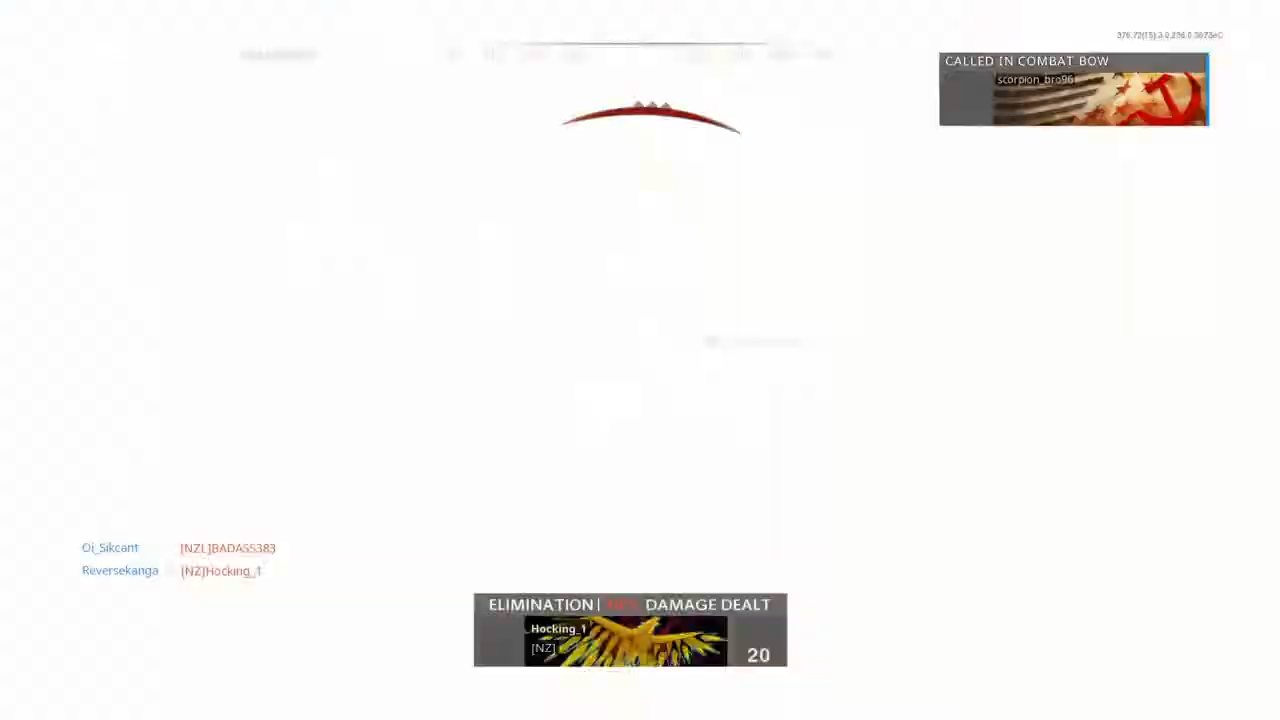 CALLED IN COMBAT BOW
scorpion_bro96
Oi_Sikcant [NZL]BADASS383
Reversekanga [NZ]Hocking_1
ELIMINATION | DAMAGE DEALT
Hocking_1
[NZ]
20